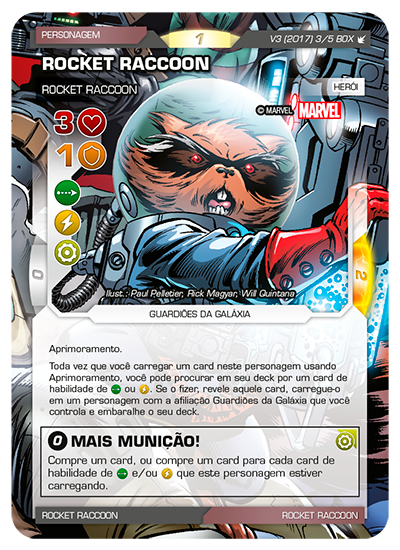 PERSONAGEM
1
V3 (2017) 3/5 BOX
ROCKET RACCOON
ROCKET RACCOON
HERÓI
© MARVEL MARVEL
3
1
0
2
Ilust.: Paul Pelletier, Rick Magyar, Will Quintana
GUARDIÕES DA GALÁXIA
Aprimoramento.
Toda vez que você carregar um card neste personagem usando
Aprimoramento, você pode procurar em seu deck por um card de
habilidade de ou . Se o fizer, revele aquele card, carregue-o
em um personagem com a afiliação Guardiões da Galáxia que você
controla e embaralhe o seu deck.
0 MAIS MUNIÇÃO!
Compre um card, ou compre um card para cada card de
habilidade de e/ou que este personagem estiver
carregando.
ROCKET RACCOON
ROCKET RACCOON